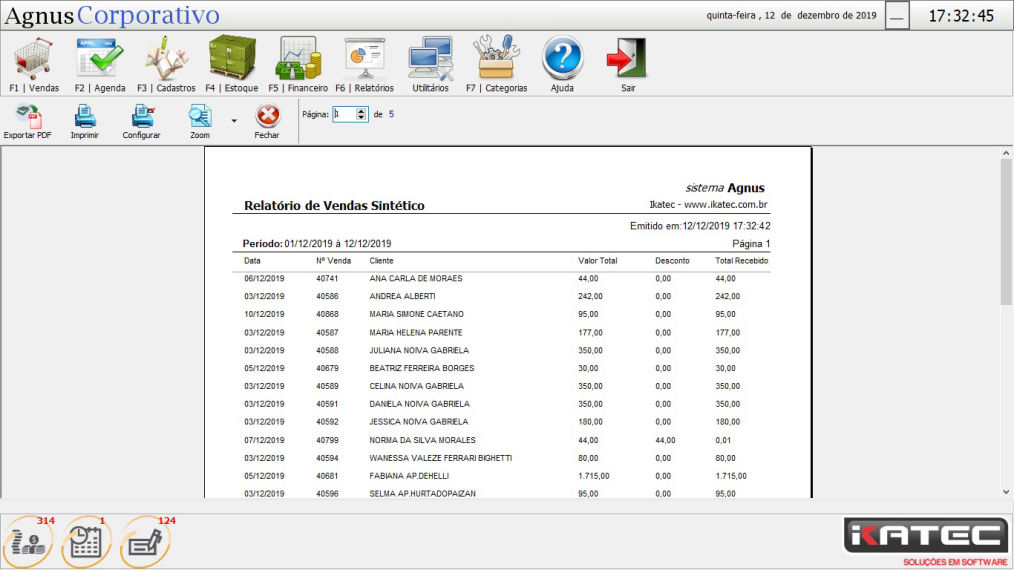 Agnus Corporativo
quinta-feira , 12 de dezembro de 2019
17:32:45
F1 | Vendas F2 | Agenda F3 | Cadastros F4 | Estoque F5 | Financeiro F6 | Relatórios Utilitários F7 | Categorias Ajuda Sair
Exportar PDF Imprimir Configurar Zoom Fechar Página: 1 de 5
sistema Agnus
Relatório de Vendas Sintético Ikatec - www.ikatec.com.br
Emitido em:12/12/2019 17:32:42
Período: 01/12/2019 à 12/12/2019 Página 1
Data Nº Venda Cliente Valor Total Desconto Total Recebido
06/12/2019 40741 ANA CARLA DE MORAES 44,00 0,00 44,00
03/12/2019 40586 ANDREA ALBERTI 242,00 0,00 242,00
10/12/2019 40868 MARIA SIMONE CAETANO 95,00 0,00 95,00
03/12/2019 40587 MARIA HELENA PARENTE 177,00 0,00 177,00
03/12/2019 40588 JULIANA NOIVA GABRIELA 350,00 0,00 350,00
05/12/2019 40679 BEATRIZ FERREIRA BORGES 30,00 0,00 30,00
03/12/2019 40589 CELINA NOIVA GABRIELA 350,00 0,00 350,00
03/12/2019 40591 DANIELA NOIVA GABRIELA 350,00 0,00 350,00
03/12/2019 40592 JESSICA NOIVA GABRIELA 180,00 0,00 180,00
07/12/2019 40799 NORMA DA SILVA MORALES 44,00 44,00 0,01
03/12/2019 40594 WANESSA VALEZE FERRARI BIGHETTI 80,00 0,00 80,00
05/12/2019 40681 FABIANA AP.DEHELLI 1.715,00 0,00 1.715,00
03/12/2019 40596 SELMA AP.HURTADOPAIZAN 95,00 0,00 95,00
314 1 124
iKATEC
SOLUÇÕES EM SOFTWARE